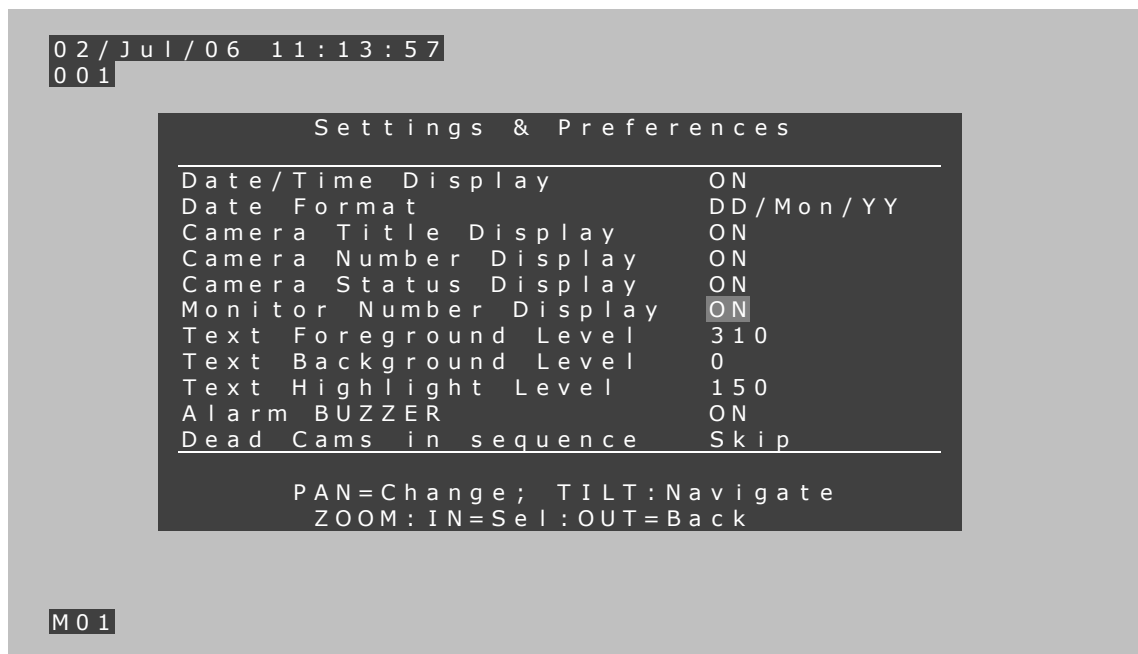 02/Jul/06 11:13:57
001
Settings & Preferences
Date/Time Display ON
Date Format DD/Mon/YY
Camera Title Display ON
Camera Number Display ON
Camera Status Display ON
Monitor Number Display ON
Text Foreground Level 310
Text Background Level 0
Text Highlight Level 150
Alarm BUZZER ON
Dead Cams in sequence Skip
PAN=Change; TILT:Navigate
ZOOM:IN=Sel:OUT=Back
M01